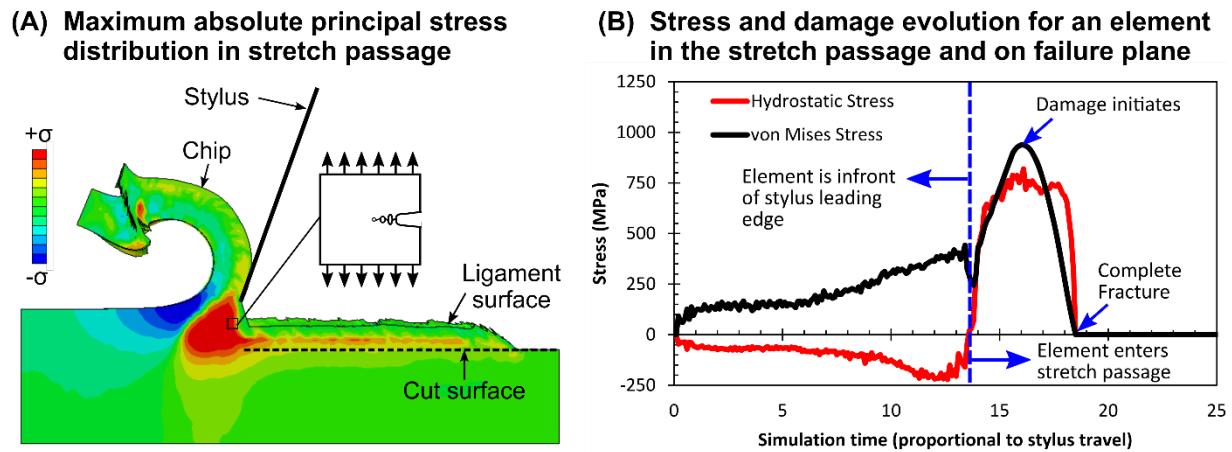 (A) Maximum absolute principal stress
distribution in stretch passage
Stylus
+σ
Chip
-σ
Ligament
surface
Cut surface
(B) Stress and damage evolution for an element
in the stretch passage and on failure plane
1250
1000
750
500
250
0
-250
Stress (MPa)
Hydrostatic Stress
von Mises Stress
Damage initiates
Element is infront
of stylus leading
edge
Complete
Fracture
Element enters
stretch passage
0 5 10 15 20 25
Simulation time (proportional to stylus travel)